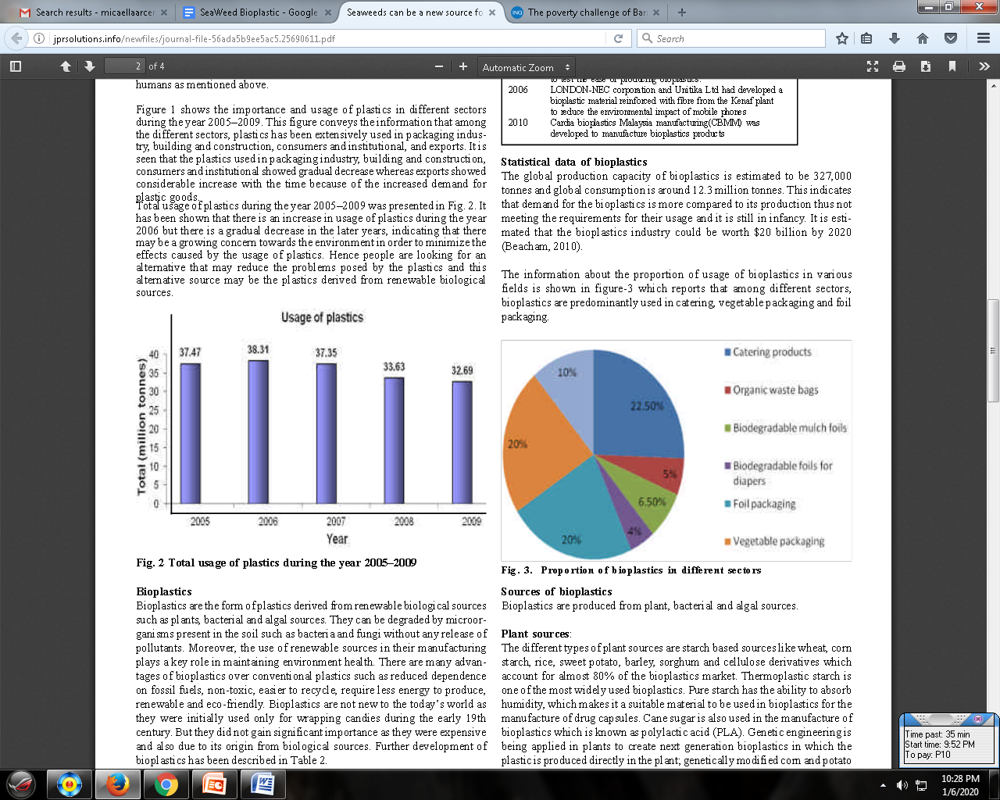 Search results - micaellaarcer
SeaWeed Bioplastic - Google
Seaweeds can be a new source fo
The poverty challenge of Bar
jprsolutions.info/newfiles/journal-file-56ada5b9ee5ac5.25690611.pdf
Search
2 of 4
Automatic Zoom
humans as mentioned above.
Figure 1 shows the importance and usage of plastics in different sectors
during the year 2005–2009. This figure conveys the information that among
the different sectors, plastics has been extensively used in packaging indus-
try, building and construction, consumers and institutional, and exports. It is
seen that the plastics used in packaging industry, building and construction,
consumers and institutional showed gradual decrease whereas exports showed
considerable increase with the time because of the increased demand for
plastic goods.
Total usage of plastics during the year 2005–2009 was presented in Fig. 2. It
has been shown that there is an increase in usage of plastics during the year
2006 but there is a gradual decrease in the later years, indicating that there
may be a growing concern towards the environment in order to minimize the
effects caused by the usage of plastics. Hence people are looking for an
alternative that may reduce the problems posed by the plastics and this
alternative source may be the plastics derived from renewable biological
sources.
Usage of plastics
37.47
38.31
37.35
33.63
32.69
40
35
30
25
20
15
10
5
0
Total (million tonnes)
2005
2006
2007
2008
2009
Year
Fig. 2 Total usage of plastics during the year 2005–2009
Bioplastics
Bioplastics are the form of plastics derived from renewable biological sources
such as plants, bacterial and algal sources. They can be degraded by microor-
ganisms present in the soil such as bacteria and fungi without any release of
pollutants. Moreover, the use of renewable sources in their manufacturing
plays a key role in maintaining environment health. There are many advan-
tages of bioplastics over conventional plastics such as reduced dependence
on fossil fuels, non-toxic, easier to recycle, require less energy to produce,
renewable and eco-friendly. Bioplastics are not new to the today's world as
they were initially used only for wrapping candies during the early 19th
century. But they did not gain significant importance as they were expensive
and also due to its origin from biological sources. Further development of
bioplastics has been described in Table 2.
to test the ease of producing bioplastics.
2006 LONDON-NEC corporation and Unitika Ltd had developed a
bioplastic material reinforced with fibre from the Kenaf plant
to reduce the environmental impact of mobile phones
2010 Cardia bioplastics Malaysia manufacturing(CBMM) was
developed to manufacture bioplastics products
Statistical data of bioplastics
The global production capacity of bioplastics is estimated to be 327,000
tonnes and global consumption is around 12.3 million tonnes. This indicates
that demand for the bioplastics is more compared to its production thus not
meeting the requirements for their usage and it is still in infancy. It is esti-
mated that the bioplastics industry could be worth $20 billion by 2020
(Beacham, 2010).
The information about the proportion of usage of bioplastics in various
fields is shown in figure-3 which reports that among different sectors,
bioplastics are predominantly used in catering, vegetable packaging and foil
packaging.
10%
22.50%
20%
5%
6.50%
4%
20%
Catering products
Organic waste bags
Biodegradable mulch foils
Biodegradable foils for
diapers
Foil packaging
Vegetable packaging
Fig. 3. Proportion of bioplastics in different sectors
Sources of bioplastics
Bioplastics are produced from plant, bacterial and algal sources.
Plant sources:
The different types of plant sources are starch based sources like wheat, corn
starch, rice, sweet potato, barley, sorghum and cellulose derivatives which
account for almost 80% of the bioplastics market. Thermoplastic starch is
one of the most widely used bioplastics. Pure starch has the ability to absorb
humidity, which makes it a suitable material to be used in bioplastics for the
manufacture of drug capsules. Cane sugar is also used in the manufacture of
bioplastics which is known as polylactic acid (PLA). Genetic engineering is
being applied in plants to create next generation bioplastics in which the
plastic is produced directly in the plant; genetically modified corn and potato
Time past: 35 min
Start time: 9:52 PM
To pay: P10
10:28 PM
1/6/2020